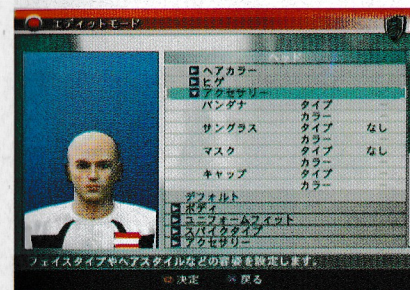 エディットモード
ヘッド
ヘアカラー
ヒゲ
アクセサリー
バンダナ タイプ
カラー
サングラス タイプ なし
カラー
マスク タイプ なし
カラー
キャップ タイプ
カラー
デフォルト
ボディ
ユニフォームフィット
スパイクタイプ
アクセサリー
フェイスタイプやヘアスタイルなどの容姿を設定します。
決定 戻る